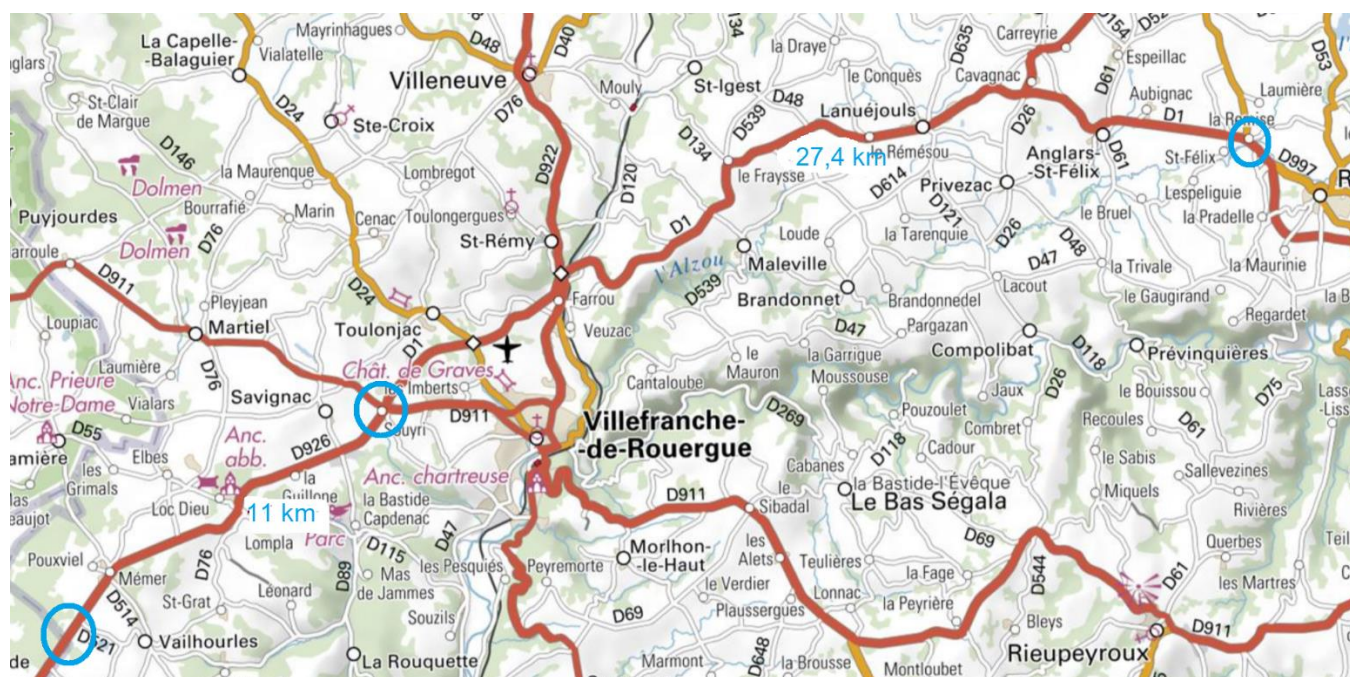 Mayrinhagues
La Capelle-
-Balaguier
Vialatelle
D48
D40
D134
la Draye
D635
Carreyrie
D154
Espeillac
D53
Villeneuve
D76
Mouly
St-Igest
le Conquès
Cavagnac
D61
Laumière
Aubignac
St-Clair
de Margue
D24
Ste-Croix
D539
D48
Lanuéjouls
D26
D1
la Remise
D146
D922
D134
27,4 km
le Rémésou
Anglars-
-St-Félix
D61
St-Félix
D997
la Maurenque
Lombregot
D120
le Fraysse
D614
Privezac
Lespeliguie
Dolmen
Bourrafié
Marin
Toulongergues
D121
le Bruel
la Pradelle
Puyjourdes
Cenac
D76
St-Rémy
D1
Loude
la Tarenquie
D26
D48
Dolmen
Maleville
l'Alzou
D47
la Trivale
la Maurinie
D911
D24
D539
Brandonnet
Brandonnedel
Lacout
le Gaugirand
Pleyjean
Farrou
Regardet
Loupiac
Martiel
Toulonjac
D1
Veuzac
D47
Pargazan
Compolibat
D118
Prévinquières
Laumière
D76
Chât. de Graves
le Mauron
la Garrigue
Anc. Prieuré
Notre-Dame
Imberts
Cantaloube
Moussouse
D26
Jaux
le Bouissou
D75
Vialars
Savignac
D911
Villefranche-
-de-Rouergue
D269
Pouzoulet
Recoules
D55
Combret
D61
Anc.
abb.
D926
D118
Cadour
Elbes
les
Grimals
Anc. chartreuse
Cabanes
le Sabis
Sallevezines
Loc Dieu
la
Guillone
la Bastide
Capdenac
D911
le
Sibadal
la Bastide-l'Évêque
Le Bas Ségala
Miquels
Rivières
11 km
Parc
Lompla
D47
D69
Pouxviel
D76
D115
Morlhon-
-le-Haut
les
Alets
Querbes
Mémer
Mas
de Jammes
les Pesquiés
Peyremorte
Teulières
D544
D61
D514
Léonard
D89
le Verdier
la Fage
les Martres
St-Grat
Souzils
D69
Plaussergues
Lonnac
la Peyrière
D521
Vailhourles
Bleys
D911
D648
Rieupeyroux
La Rouquette
Marmont
la Brousse
Montloubet